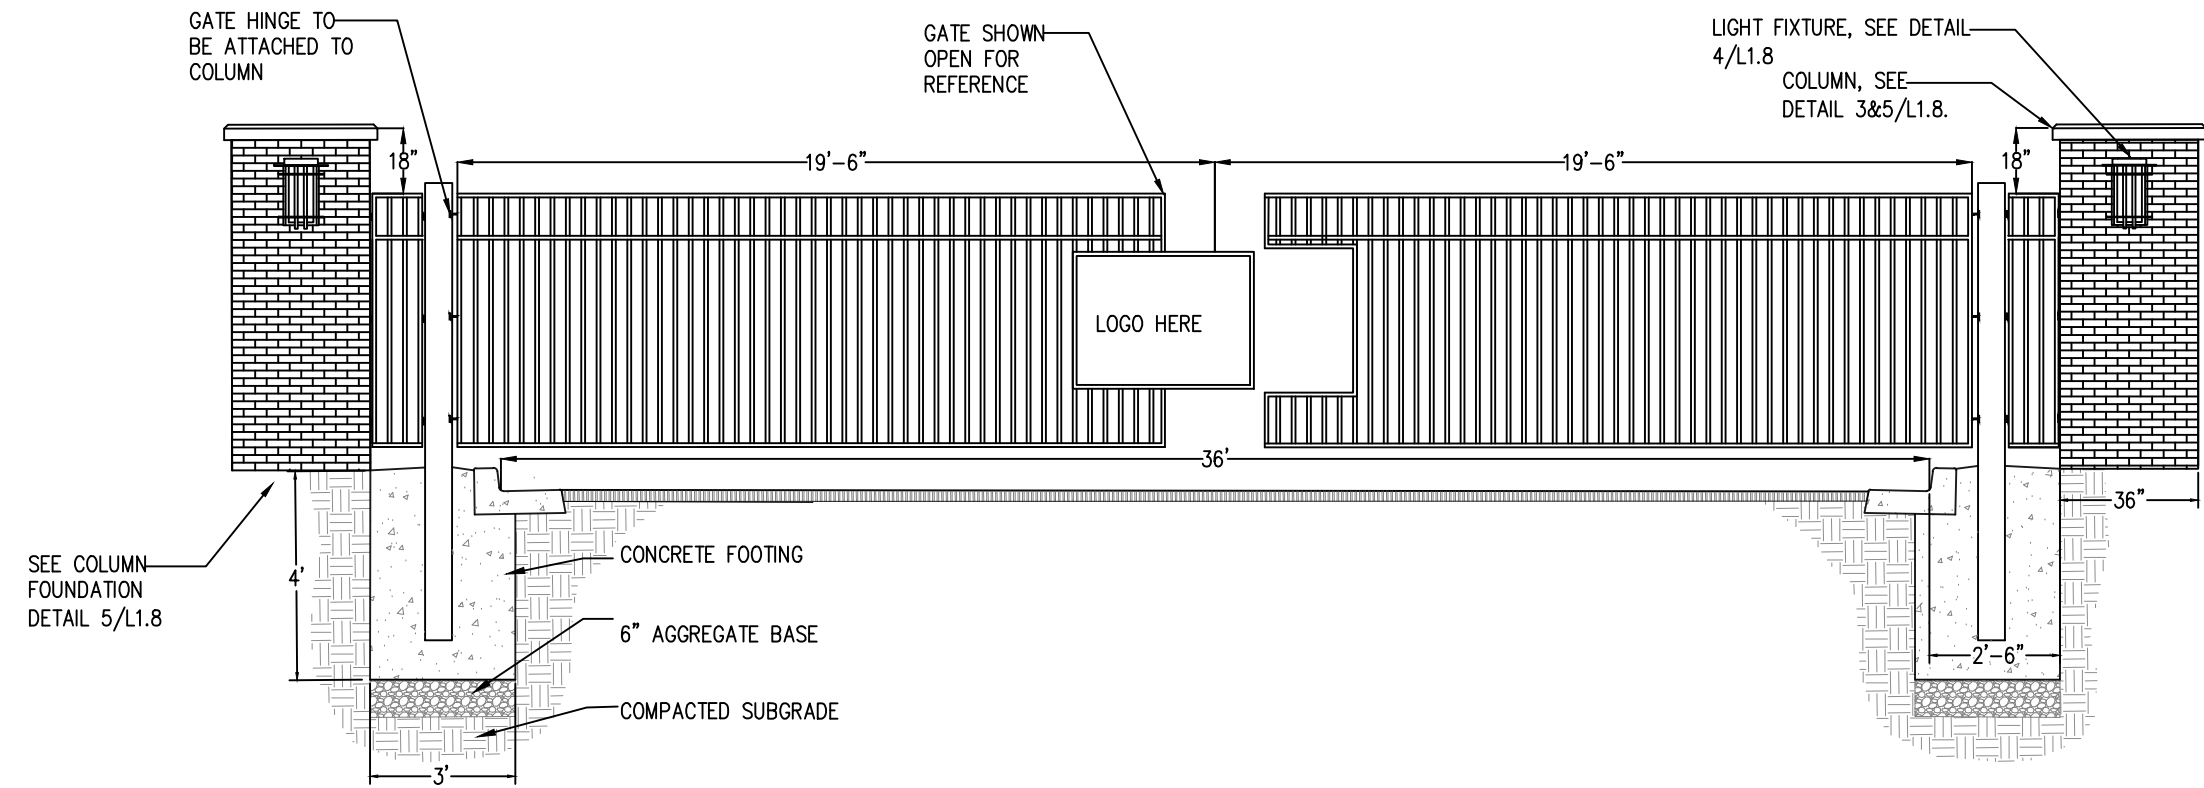 GATE HINGE TO
BE ATTACHED TO
COLUMN
GATE SHOWN
OPEN FOR
REFERENCE
LIGHT FIXTURE, SEE DETAIL
4/L1.8
COLUMN, SEE
DETAIL 3&5/L1.8.
18"
19'-6"
19'-6"
18"
LOGO HERE
36'
36"
SEE COLUMN
FOUNDATION
DETAIL 5/L1.8
4'
CONCRETE FOOTING
6" AGGREGATE BASE
COMPACTED SUBGRADE
2'-6"
3'